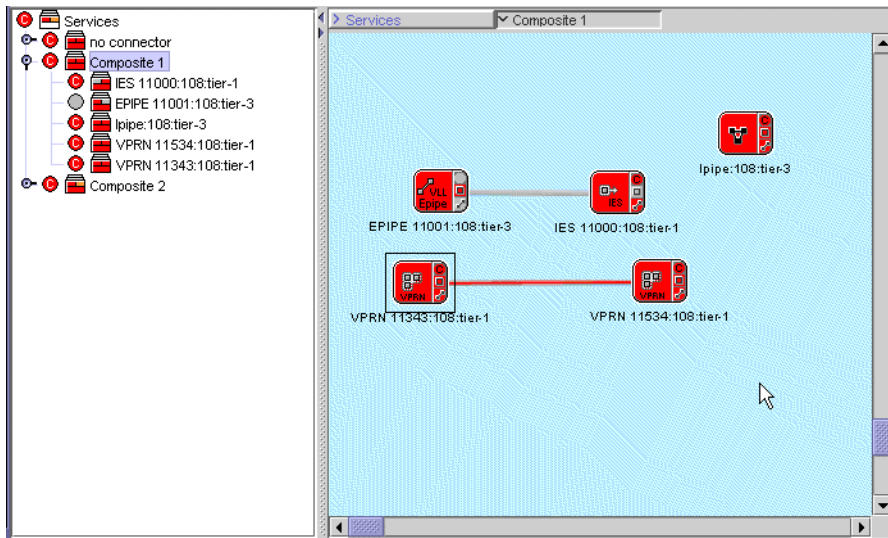 Services
no connector
Composite 1
IES 11000:108:tier-1
EPIPE 11001:108:tier-3
Ipipe:108:tier-3
VPRN 11534:108:tier-1
VPRN 11343:108:tier-1
Composite 2
Services
Composite 1
Ipipe:108:tier-3
VLL
Epipe
EPIPE 11001:108:tier-3
IES
IES 11000:108:tier-1
VPRN
VPRN 11343:108:tier-1
VPRN
VPRN 11534:108:tier-1